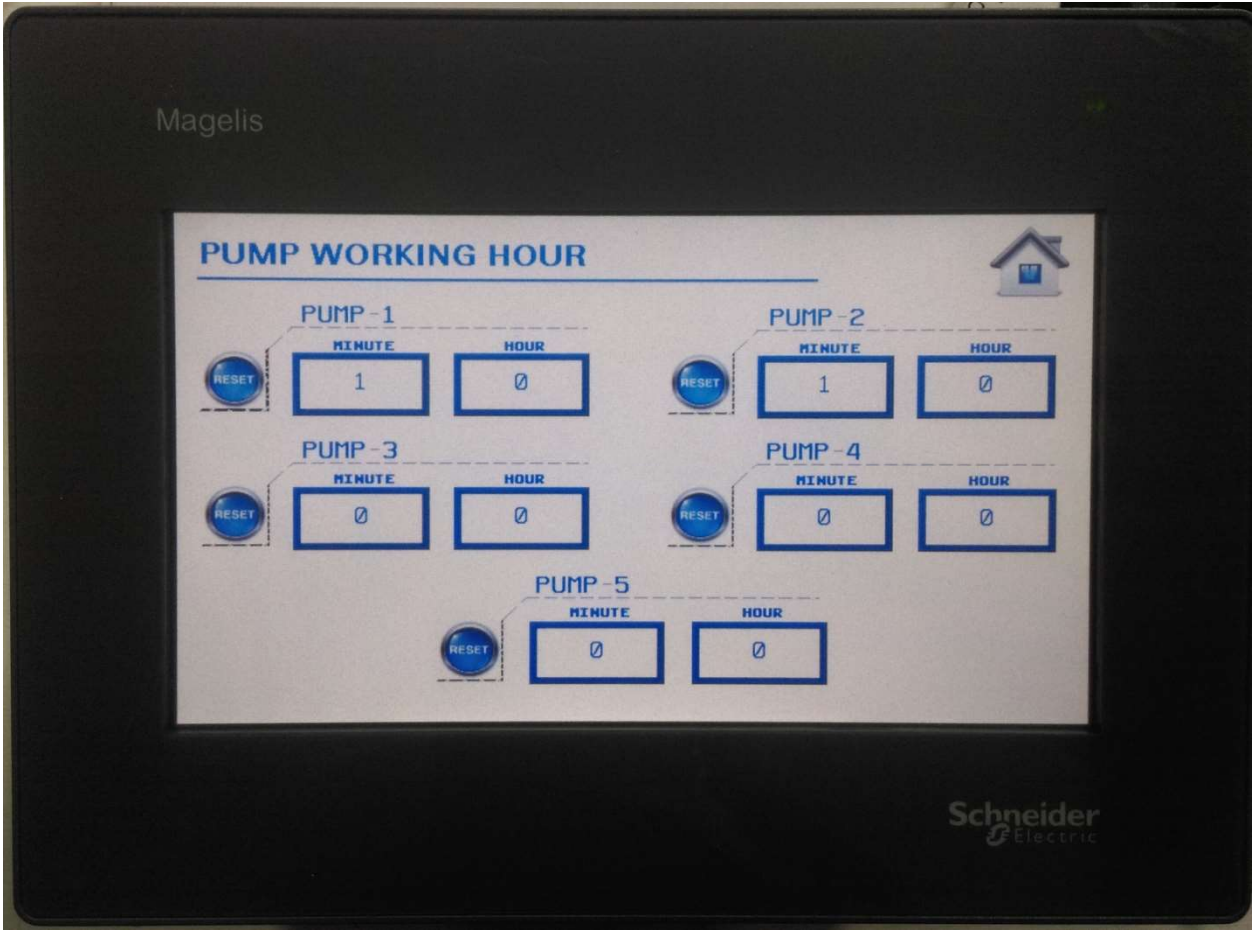 Magelis
PUMP WORKING HOUR
PUMP-1
MINUTE HOUR
RESET 1 0
PUMP-2
MINUTE HOUR
RESET 1 0
PUMP-3
MINUTE HOUR
RESET 0 0
PUMP-4
MINUTE HOUR
RESET 0 0
PUMP-5
MINUTE HOUR
RESET 0 0
Schneider
Electric